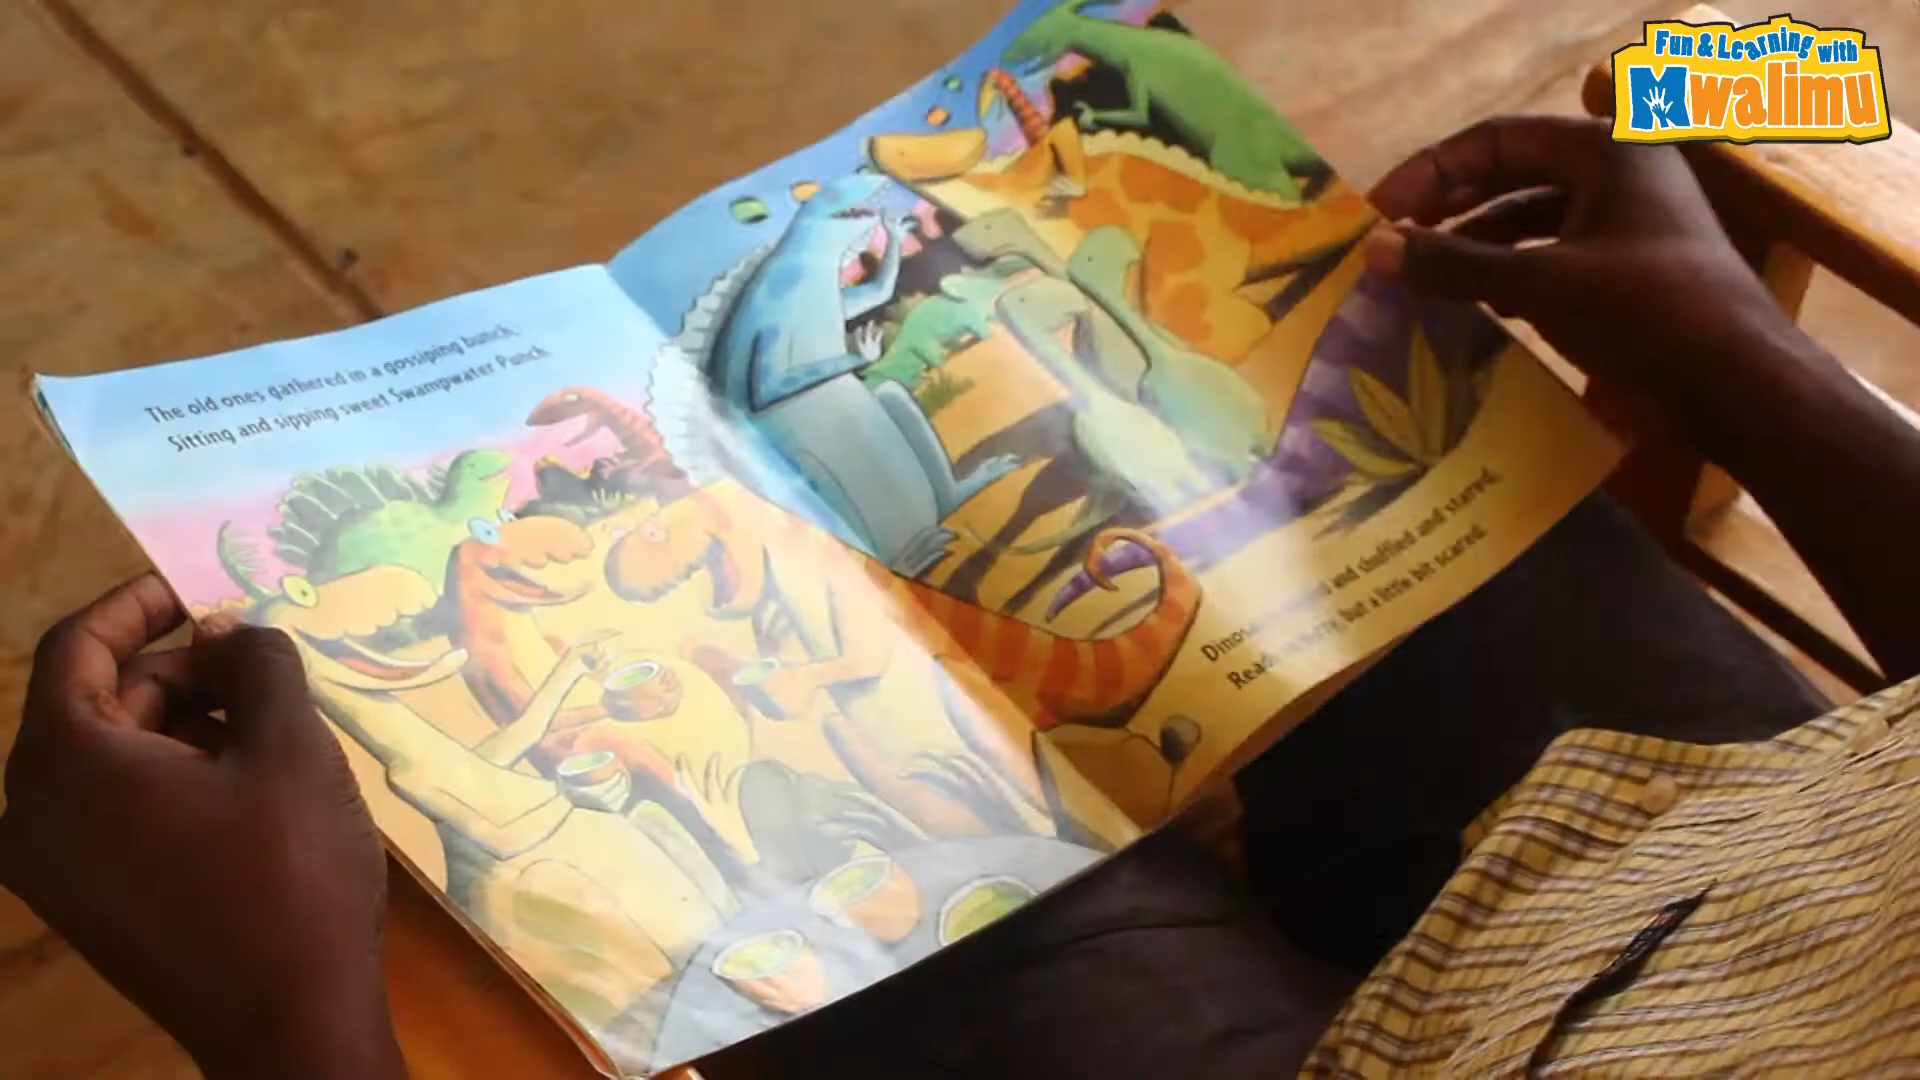 Fun & Learning with
Mwalimu
The old ones gathered in a gossiping bunch,
Sitting and sipping sweet Swampwater Punch.
and shuffled and stared,
but a little bit scared.